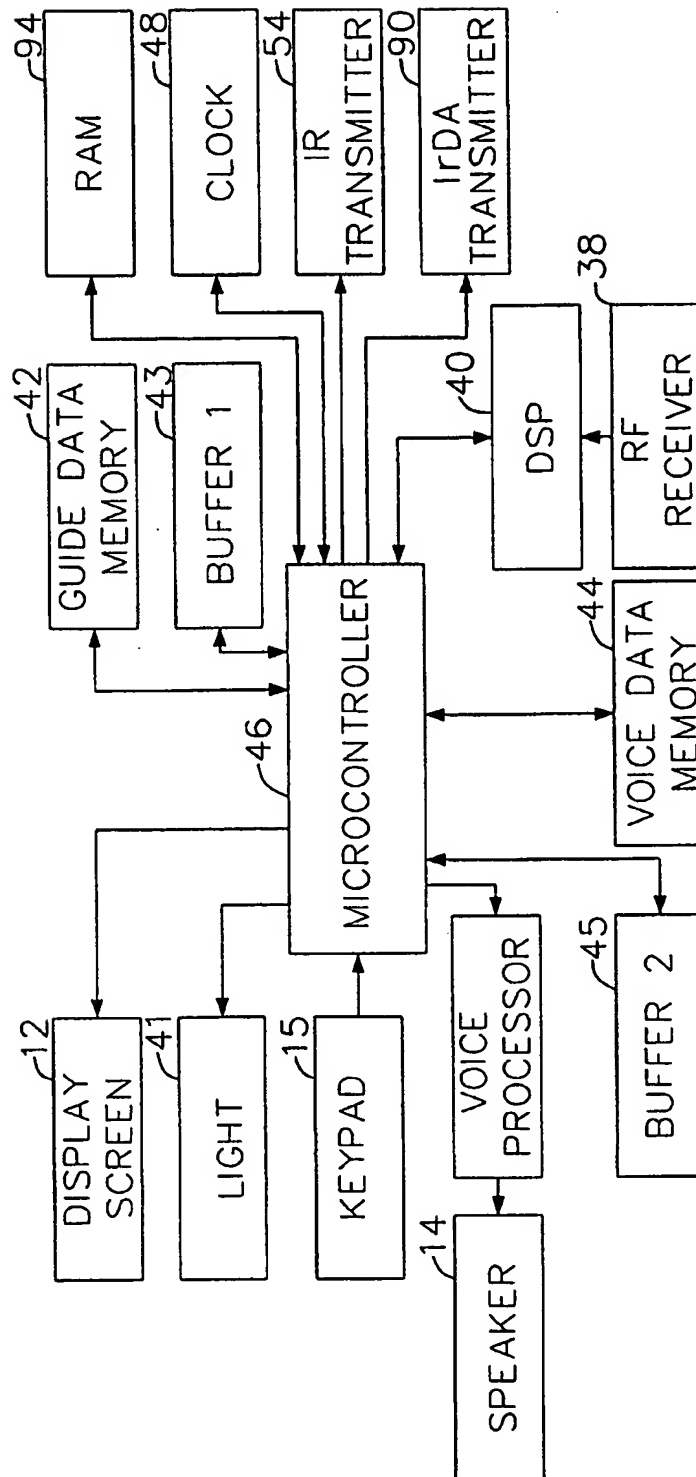 12
DISPLAY
SCREEN
94
RAM
42
GUIDE DATA
MEMORY
41
LIGHT
43
BUFFER 1
48
CLOCK
46
MICROCONTROLLER
15
KEYPAD
54
IR
TRANSMITTER
90
IrDA
TRANSMITTER
14
SPEAKER
VOICE
PROCESSOR
40
DSP
45
BUFFER 2
44
VOICE DATA
MEMORY
38
RF
RECEIVER